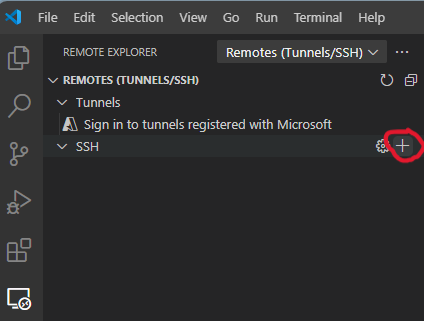 File Edit Selection View Go Run Terminal Help
REMOTE EXPLORER Remotes (Tunnels/SSH)
REMOTES (TUNNELS/SSH)
Tunnels
Sign in to tunnels registered with Microsoft
SSH